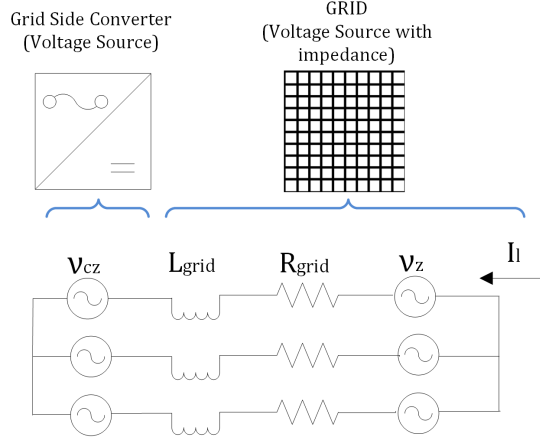 Grid Side Converter
(Voltage Source)
GRID
(Voltage Source with
impedance)
νcz
Lgrid
Rgrid
νz
Il